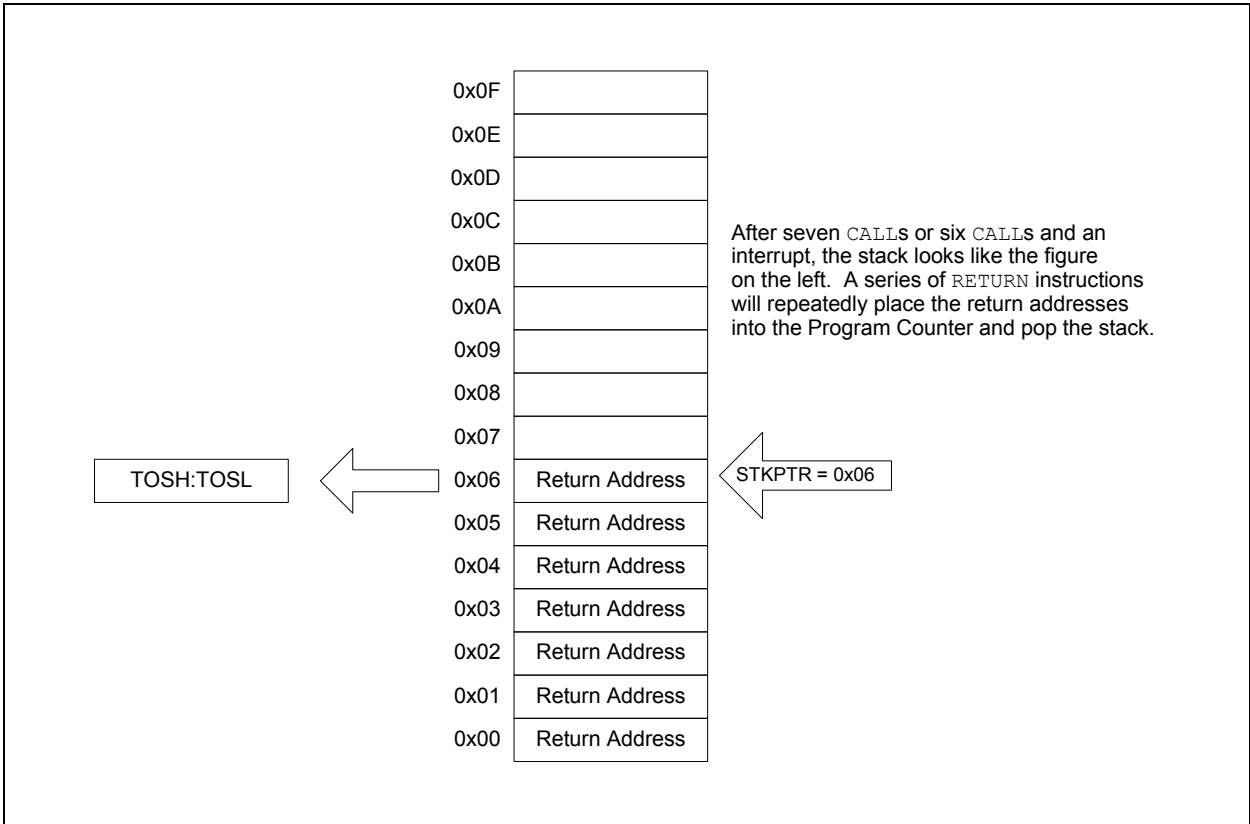 0x0F
0x0E
0x0D
0x0C
0x0B
0x0A
0x09
0x08
0x07
After seven CALLs or six CALLs and an
interrupt, the stack looks like the figure
on the left. A series of RETURN instructions
will repeatedly place the return addresses
into the Program Counter and pop the stack.
TOSH:TOSL
0x06 Return Address
STKPTR = 0x06
0x05 Return Address
0x04 Return Address
0x03 Return Address
0x02 Return Address
0x01 Return Address
0x00 Return Address